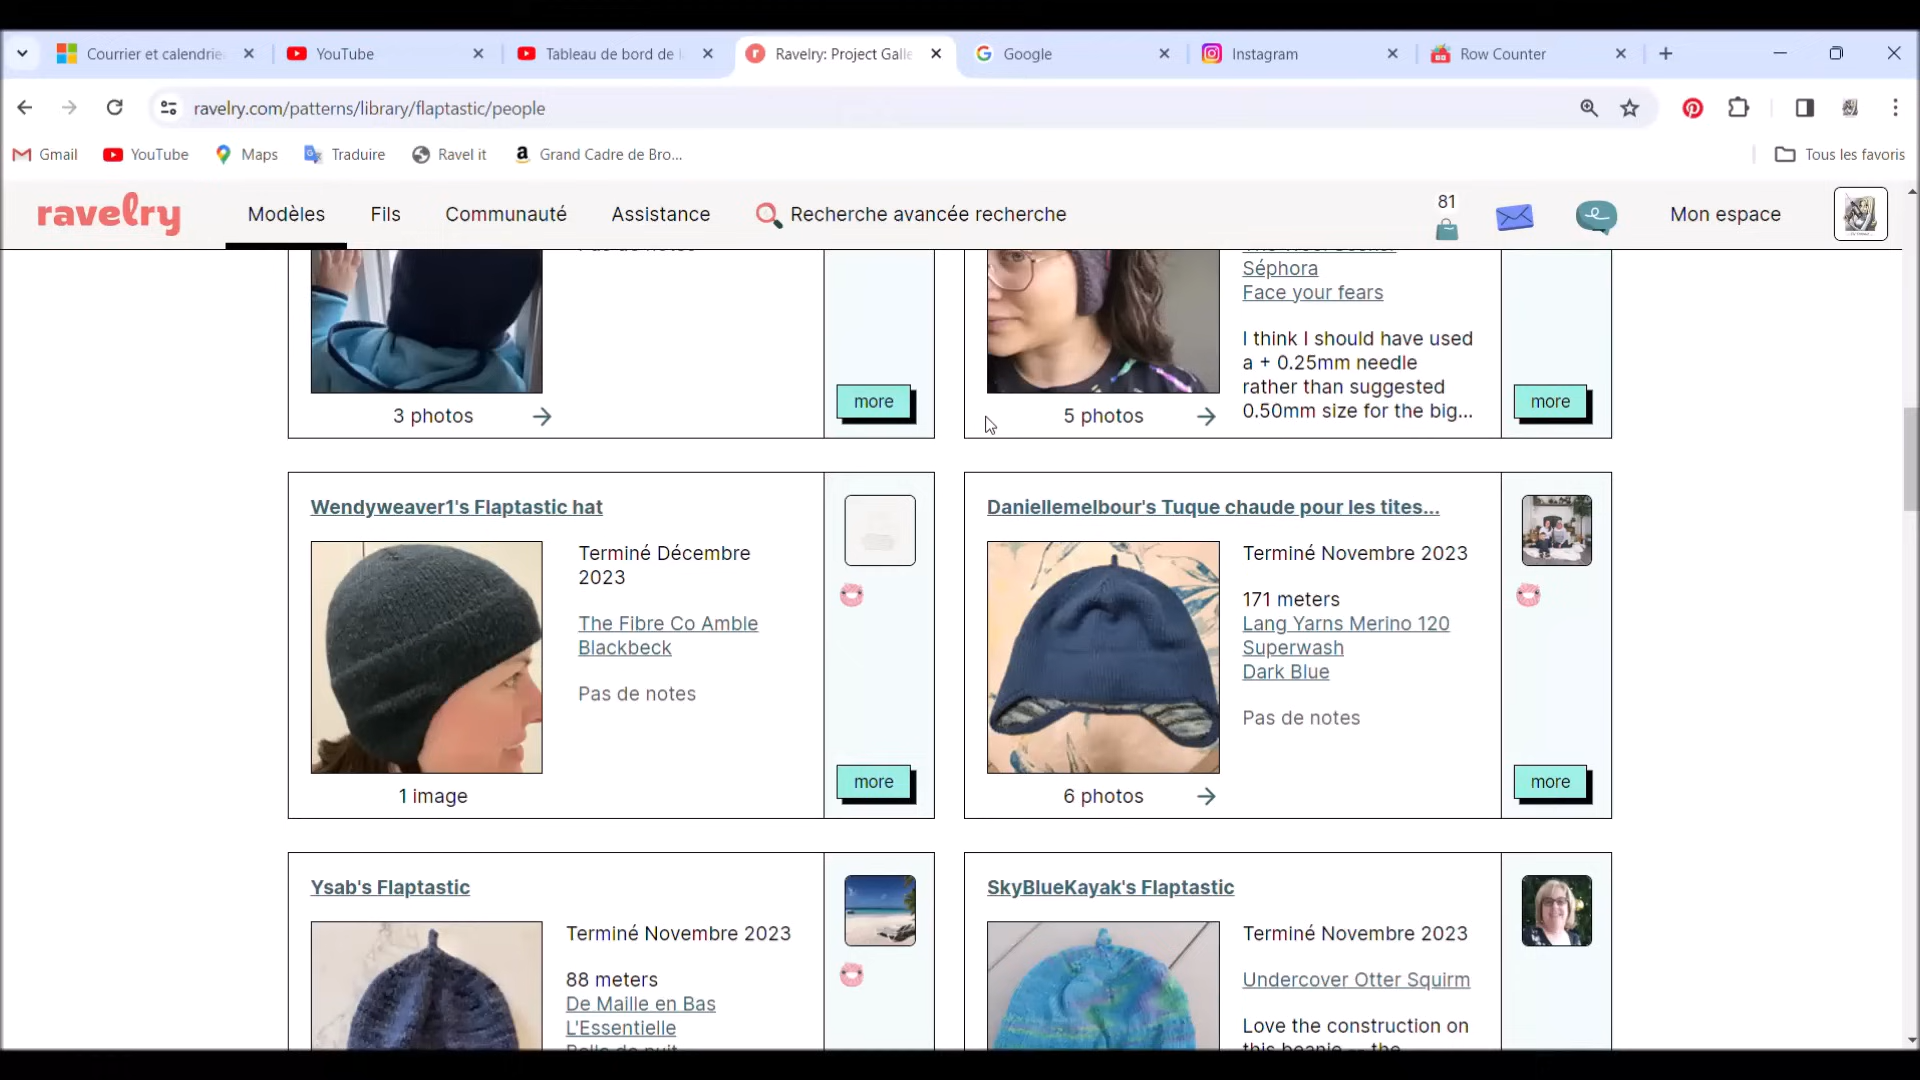 Courrier et calendrie
YouTube
Tableau de bord de l
Ravelry: Project Galle
Google
Instagram
Row Counter
ravelry.com/patterns/library/flaptastic/people
Gmail
YouTube
Maps
Traduire
Ravel it
Grand Cadre de Bro...
Tous les favoris
ravelry
Modèles
Fils
Communauté
Assistance
Recherche avancée recherche
81
Mon espace
3 photos
more
Séphora
Face your fears
I think I should have used
a + 0.25mm needle
rather than suggested
0.50mm size for the big...
5 photos
more
Wendyweaver1's Flaptastic hat
Terminé Décembre
2023
The Fibre Co Amble
Blackbeck
Pas de notes
1 image
more
Daniellemelbour's Tuque chaude pour les tites...
Terminé Novembre 2023
171 meters
Lang Yarns Merino 120
Superwash
Dark Blue
Pas de notes
6 photos
more
Ysab's Flaptastic
Terminé Novembre 2023
88 meters
De Maille en Bas
L'Essentielle
SkyBlueKayak's Flaptastic
Terminé Novembre 2023
Undercover Otter Squirm
Love the construction on
this beanie -- the